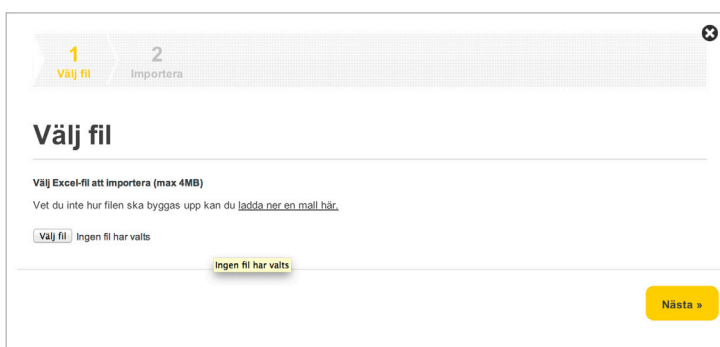 1
Välj fil
2
Importera
Välj fil
Välj Excel-fil att importera (max 4MB)
Vet du inte hur filen ska byggas upp kan du ladda ner en mall här.
Välj fil Ingen fil har valts
Ingen fil har valts
Nästa »